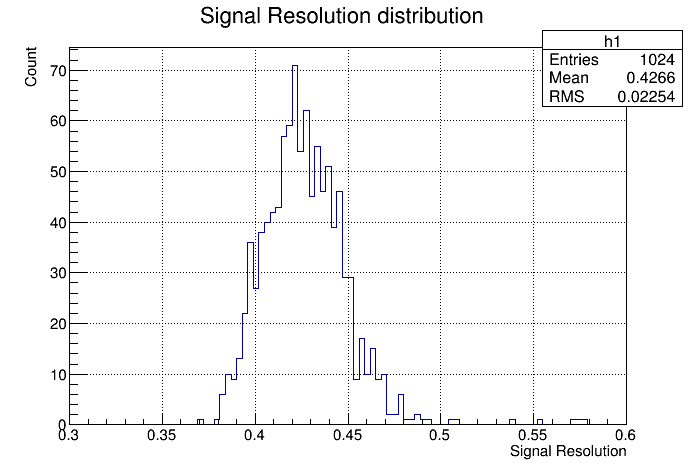 Signal Resolution distribution
h1
Entries 1024
Mean 0.4266
RMS 0.02254
Count
70
60
50
40
30
20
10
0
0.3 0.35 0.4 0.45 0.5 0.55 0.6
Signal Resolution